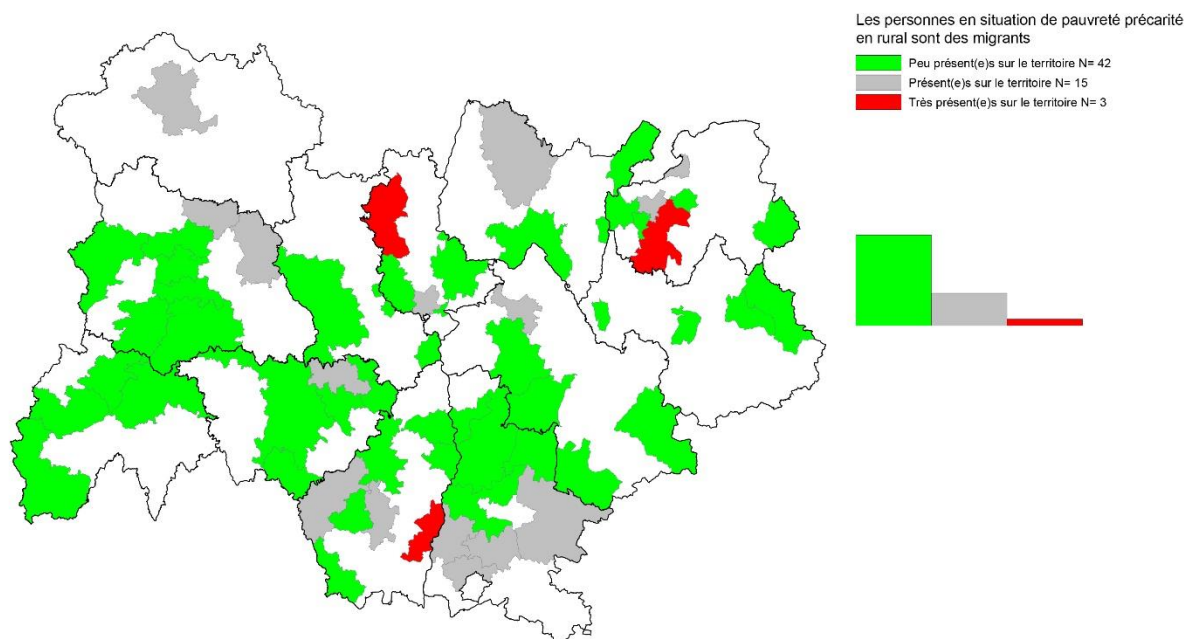 Les personnes en situation de pauvreté précarité
en rural sont des migrants
Peu présent(e)s sur le territoire N= 42
Présent(e)s sur le territoire N= 15
Très présent(e)s sur le territoire N= 3